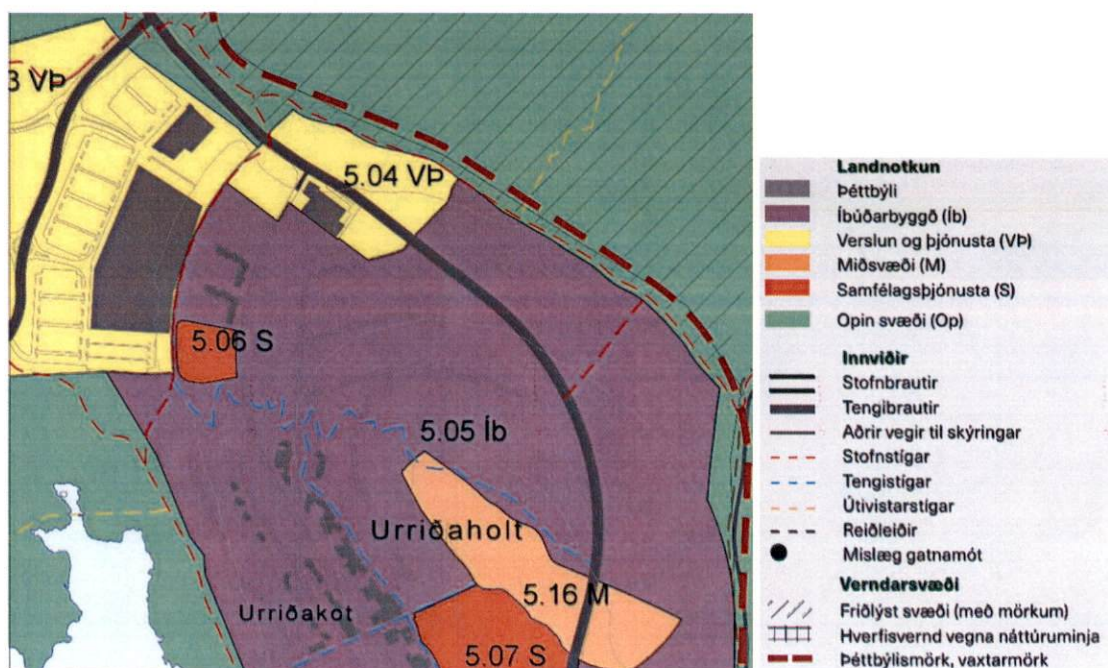 3 VÞ
5.04 VÞ
5.06 S
5.05 Íb
Urriðaholt
5.16 M
Urriðakot
5.07 S
Landnotkun
Þéttbýli
Íbúðarbyggð (Íb)
Verslun og þjónusta (VÞ)
Miðsvæði (M)
Samfélagsþjónusta (S)
Opin svæði (Op)
Innviðir
Stofnbrautir
Tengibrautir
Aðrir vegir til skýringar
Stofnstígar
Tengistígar
Útivistarstígar
Reiðleiðir
Mislæg gatnamót
Verndarsvæði
Friðlýst svæði (með mörkum)
Hverfisvernd vegna náttúruminja
Þéttbýlismörk, vaxtarmörk